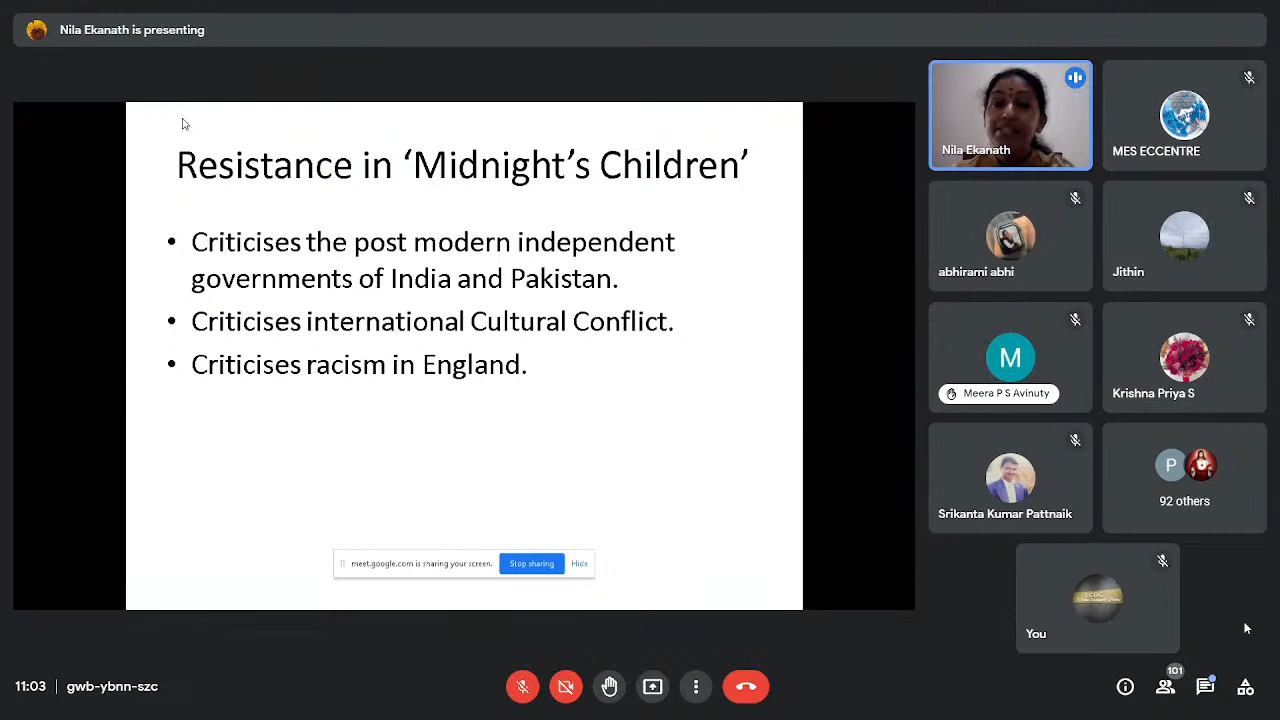 Nila Ekanath is presenting
Resistance in ‘Midnight’s Children’
• Criticises the post modern independent
governments of India and Pakistan.
• Criticises international Cultural Conflict.
• Criticises racism in England.
meet.google.com is sharing your screen. Stop sharing Hide
Nila Ekanath
MES ECCENTRE
abhirami abhi
Jithin
M
Meera P S Avinuty
Krishna Priya S
Srikanta Kumar Pattnaik
P
92 others
You
11:03 | gwb-ybnn-szc
101